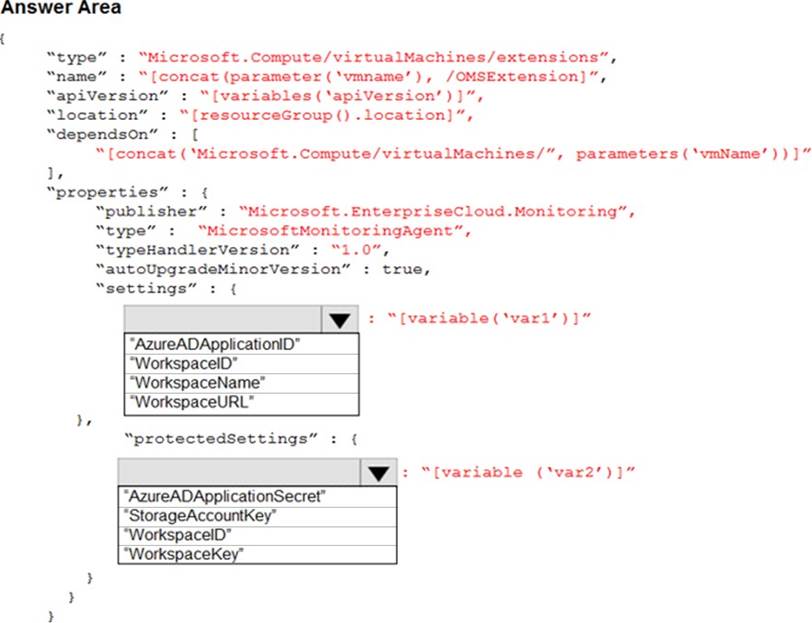 Answer Area
{
“type” : “Microsoft.Compute/virtualMachines/extensions”,
“name” : “[concat(parameter(‘vmname’), /OMSExtension]”,
“apiVersion” : “[variables(‘apiVersion’)]”,
“location” : “[resourceGroup().location]”,
“dependsOn” : [
“[concat(‘Microsoft.Compute/virtualMachines/”, parameters(‘vmName’))]”
],
“properties” : {
“publisher” : “Microsoft.EnterpriseCloud.Monitoring”,
“type” : “MicrosoftMonitoringAgent”,
“typeHandlerVersion” : “1.0”,
“autoUpgradeMinorVersion” : true,
“settings” : {
: “[variable(‘var1’)]”
“AzureADApplicationID”
“WorkspaceID”
“WorkspaceName”
“WorkspaceURL”
},
“protectedSettings” : {
: “[variable (‘var2’)]”
“AzureADApplicationSecret”
“StorageAccountKey”
“WorkspaceID”
“WorkspaceKey”
}
}
}